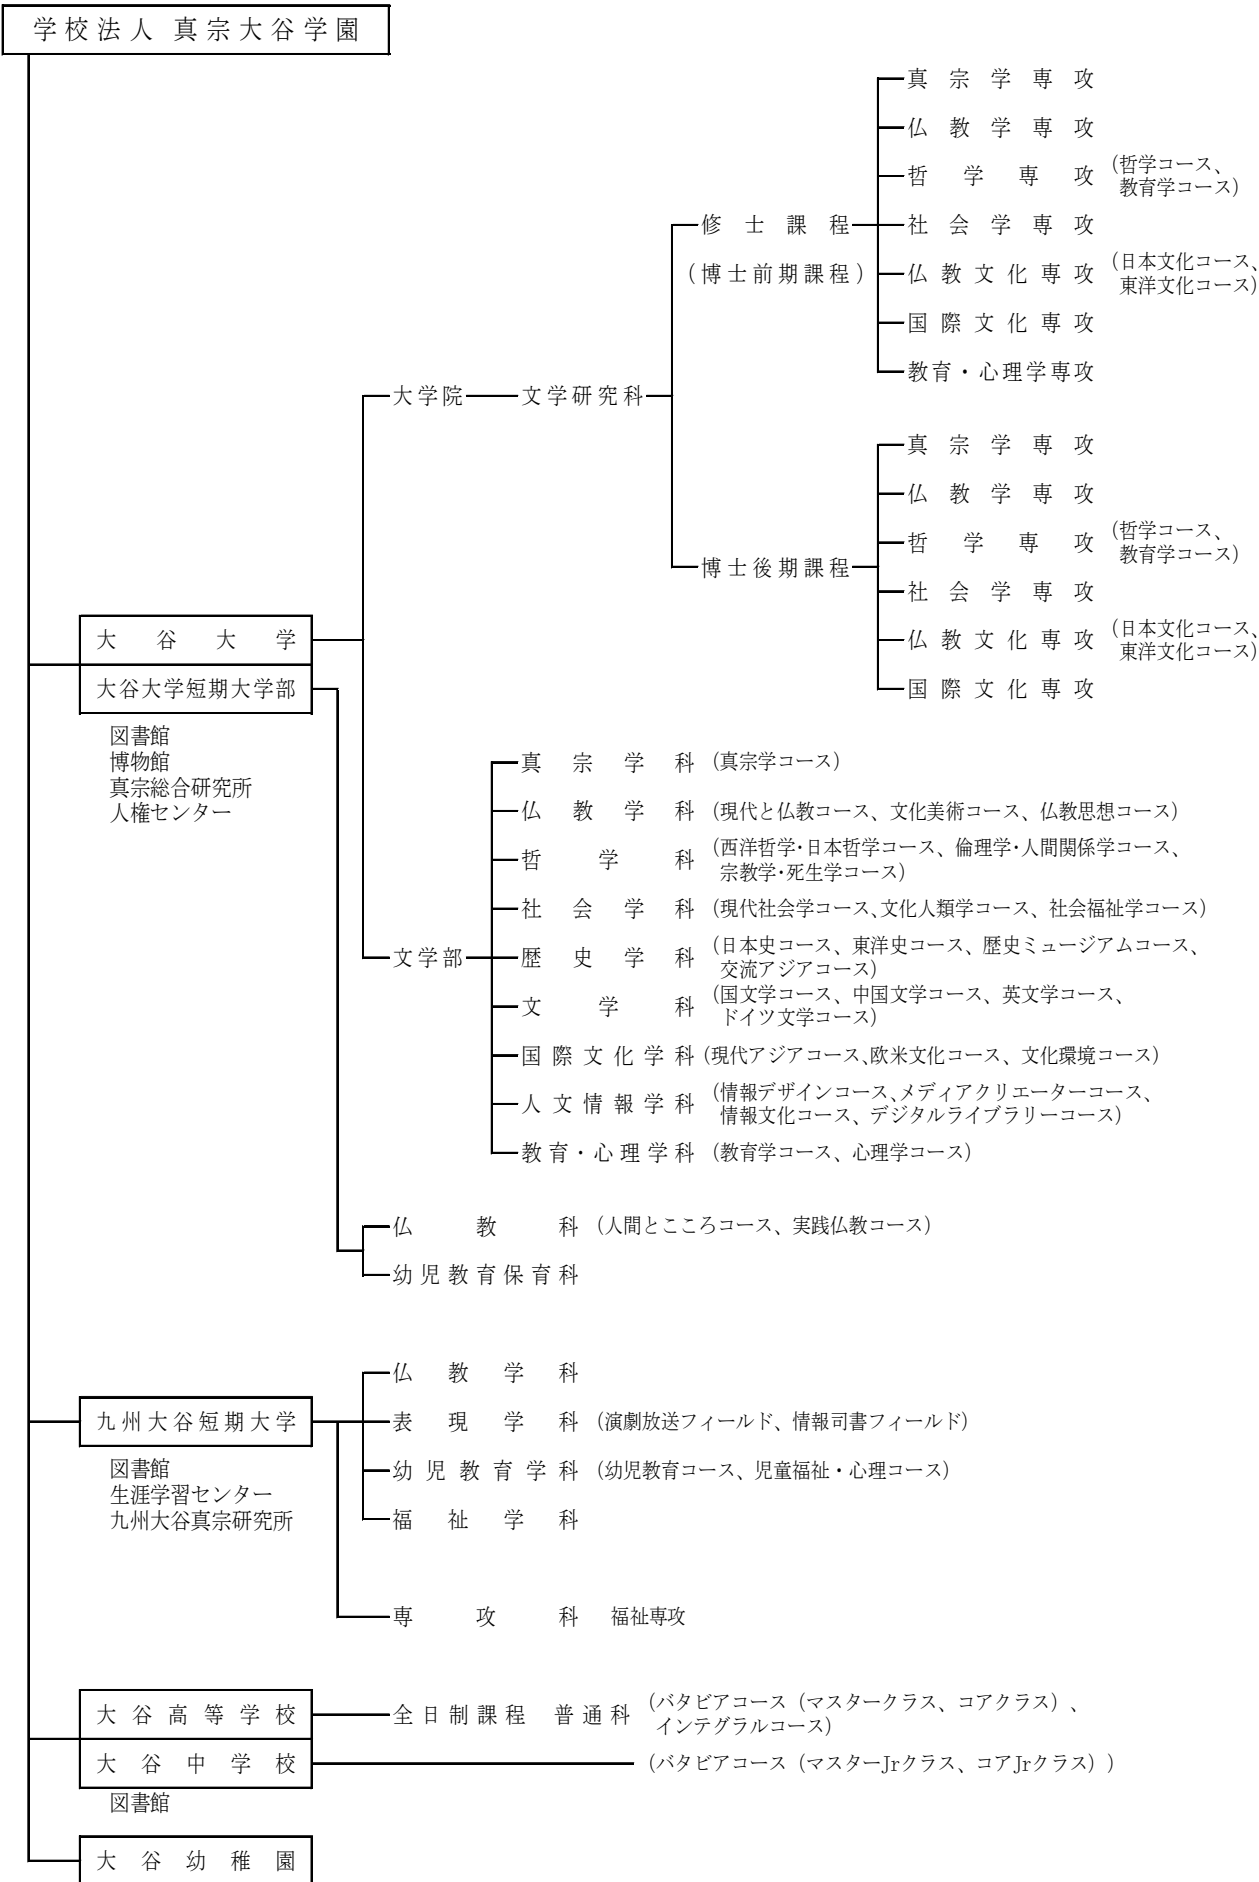 学校法人 真宗大谷学園
真宗学専攻
仏教学専攻
哲学専攻 (哲学コース、
教育学コース)
修士課程
(博士前期課程)
社会学専攻
仏教文化専攻 (日本文化コース、
東洋文化コース)
国際文化専攻
教育・心理学専攻
大学院
文学研究科
真宗学専攻
仏教学専攻
哲学専攻 (哲学コース、
教育学コース)
博士後期課程
社会学専攻
仏教文化専攻 (日本文化コース、
東洋文化コース)
国際文化専攻
大谷大学
大谷大学短期大学部
図書館
博物館
真宗総合研究所
人権センター
真宗学科 (真宗学コース)
仏教学科 (現代と仏教コース、文化美術コース、仏教思想コース)
哲学科 (西洋哲学・日本哲学コース、倫理学・人間関係学コース、
宗教学・死生学コース)
社会学科 (現代社会学コース、文化人類学コース、社会福祉学コース)
文学部
歴史学科 (日本史コース、東洋史コース、歴史ミュージアムコース、
交流アジアコース)
文学科 (国文学コース、中国文学コース、英文学コース、
ドイツ文学コース)
国際文化学科 (現代アジアコース、欧米文化コース、文化環境コース)
人文情報学科 (情報デザインコース、メディアクリエーターコース、
情報文化コース、デジタルライブラリーコース)
教育・心理学科 (教育学コース、心理学コース)
仏教科 (人間とこころコース、実践仏教コース)
幼児教育保育科
仏教学科
九州大谷短期大学
表現学科 (演劇放送フィールド、情報司書フィールド)
図書館
生涯学習センター
九州大谷真宗研究所
幼児教育学科 (幼児教育コース、児童福祉・心理コース)
福祉学科
専攻科 福祉専攻
大谷高等学校
全日制課程 普通科 (バタビアコース(マスタークラス、コアクラス)、
インテグラルコース)
大谷中学校
(バタビアコース(マスターJrクラス、コアJrクラス))
図書館
大谷幼稚園